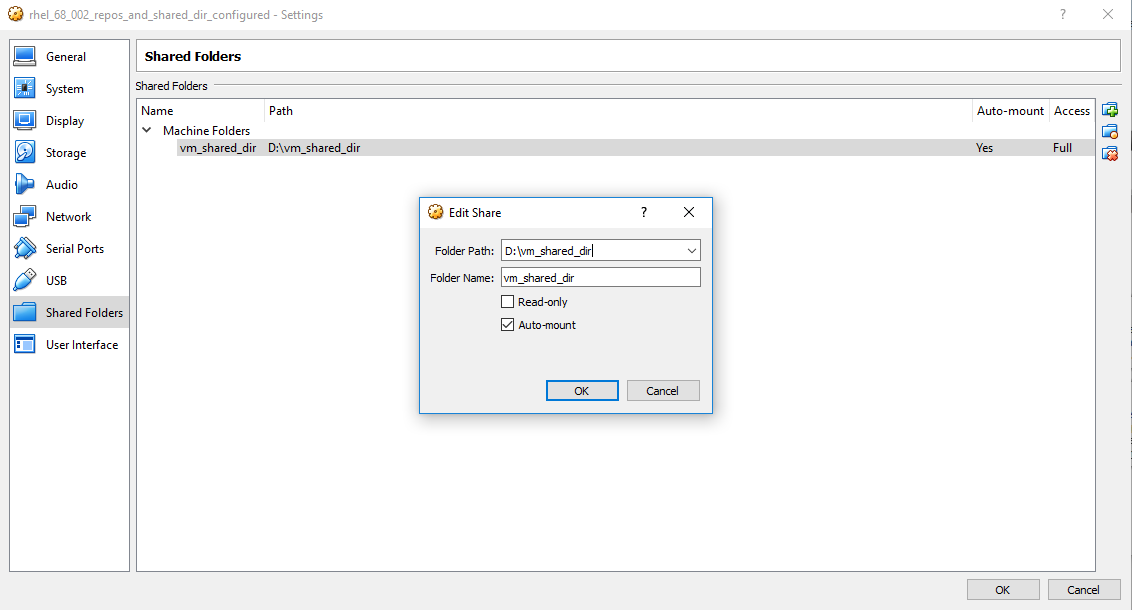 rhel_68_002_repos_and_shared_dir_configured - Settings ?
General
System
Display
Storage
Audio
Network
Serial Ports
USB
Shared Folders
User Interface
Shared Folders
Shared Folders
Name Path Auto-mount Access
Machine Folders
vm_shared_dir D:\vm_shared_dir Yes Full
Edit Share ?
Folder Path: D:\vm_shared_dir
Folder Name: vm_shared_dir
Read-only
Auto-mount
OK Cancel
OK Cancel